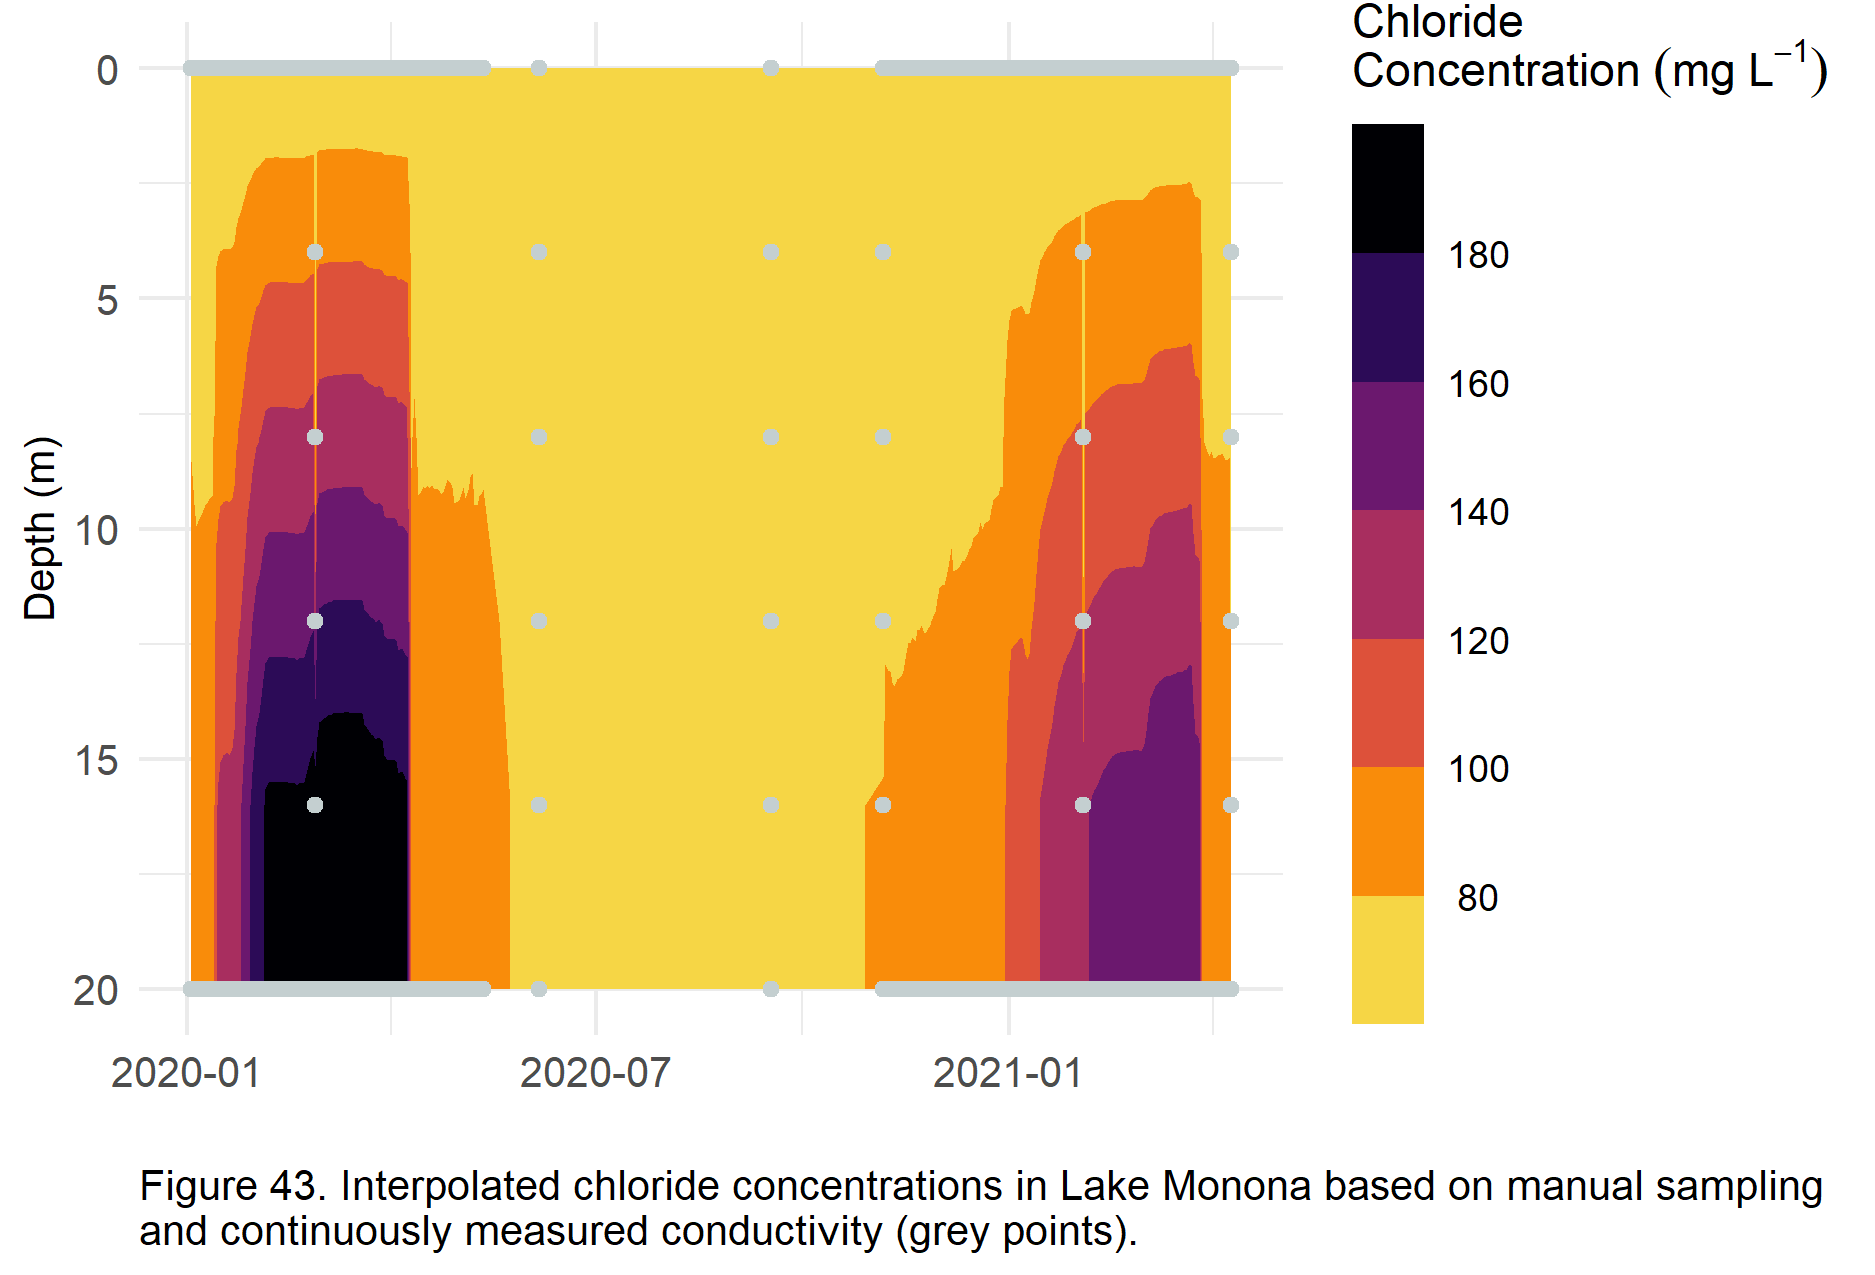 Chloride
Concentration (mg L⁻¹)
180
160
140
120
100
80
0
5
10
15
20
Depth (m)
2020-01
2020-07
2021-01
Figure 43. Interpolated chloride concentrations in Lake Monona based on manual sampling
and continuously measured conductivity (grey points).